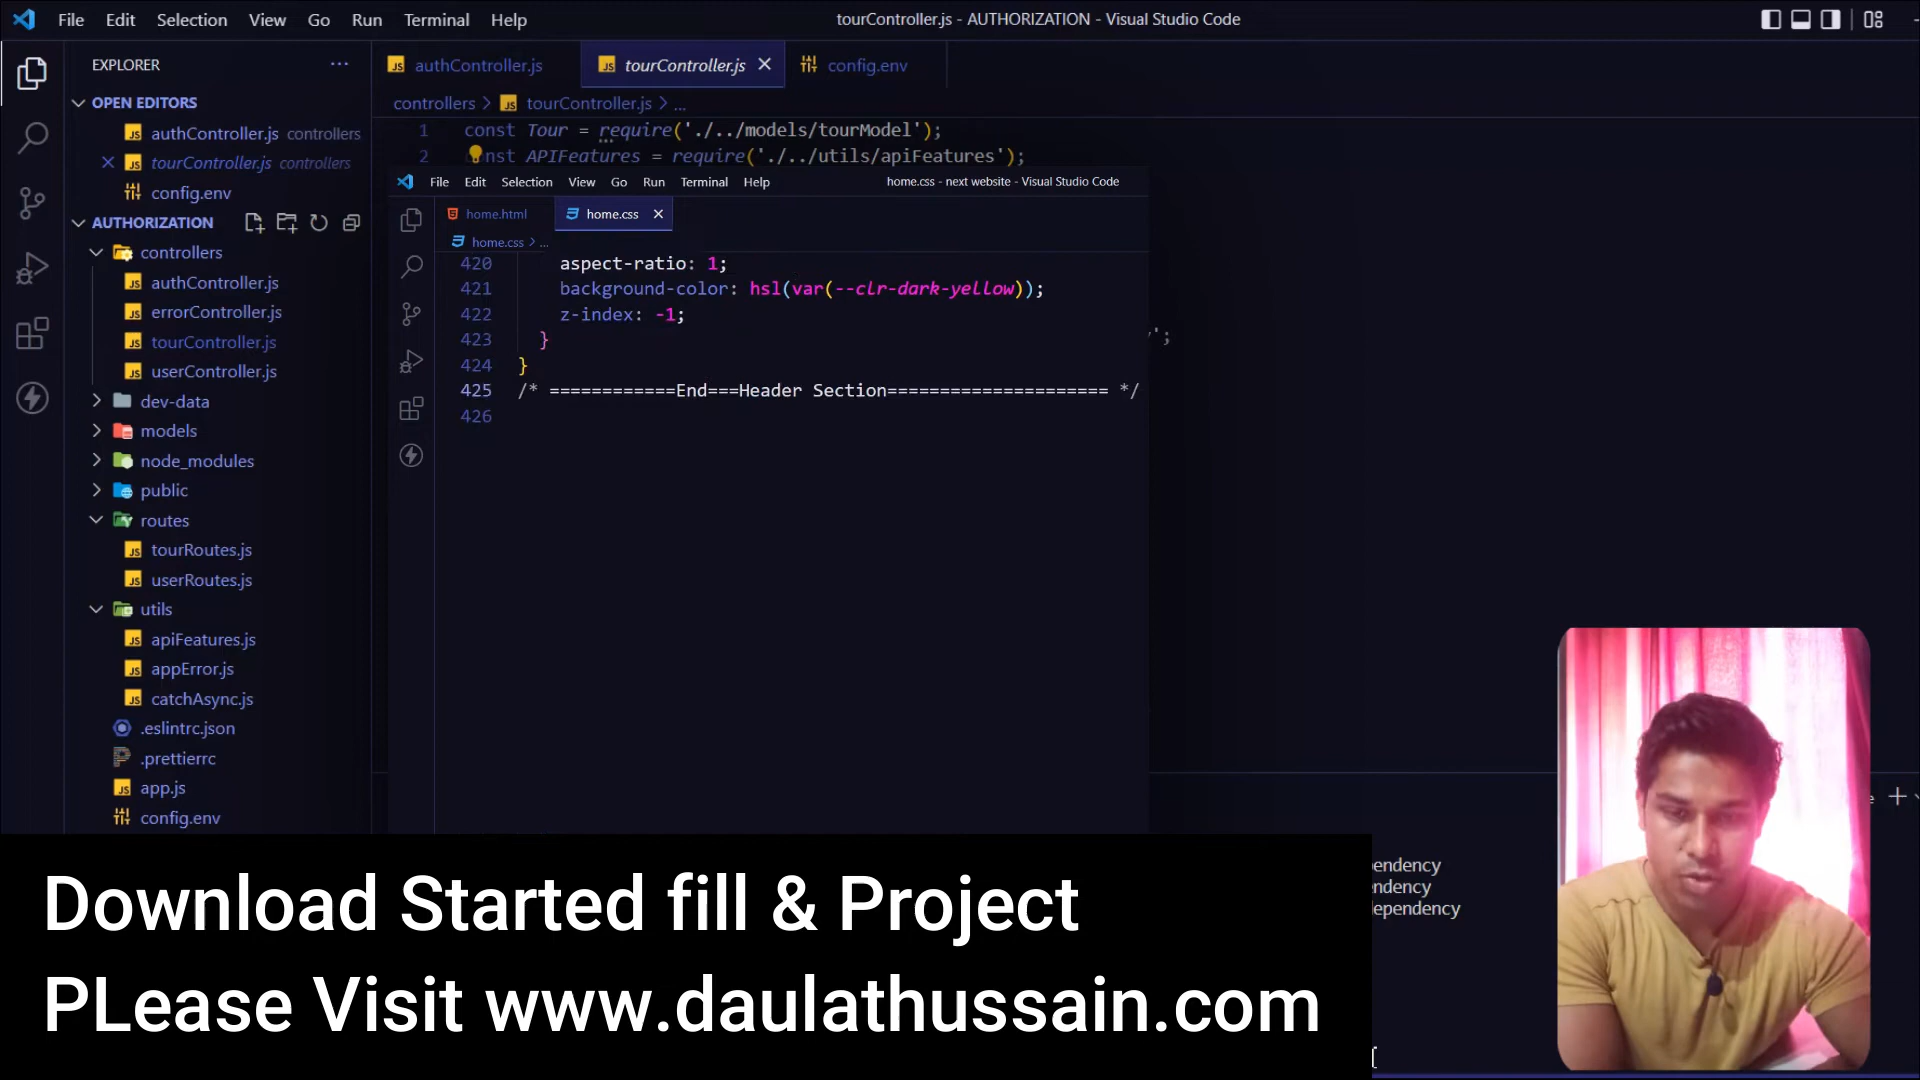 File Edit Selection View Go Run Terminal Help
tourController.js - AUTHORIZATION - Visual Studio Code
EXPLORER ...
OPEN EDITORS
authController.js controllers
tourController.js controllers
config.env
AUTHORIZATION
controllers
authController.js
errorController.js
tourController.js
userController.js
dev-data
models
node_modules
public
routes
tourRoutes.js
userRoutes.js
utils
apiFeatures.js
appError.js
catchAsync.js
.eslintrc.json
.prettierrc
app.js
config.env
authController.js tourController.js config.env
controllers > tourController.js > ...
1 const Tour = require('./../models/tourModel');
2 nst APIFeatures = require('./../utils/apiFeatures');
File Edit Selection View Go Run Terminal Help
home.css - next website - Visual Studio Code
home.html home.css
home.css > ...
420 aspect-ratio: 1;
421 background-color: hsl(var(--clr-dark-yellow));
422 z-index: -1;
423 }
424 }
425 /* ============End===Header Section===================== */
426
';
pendency
endency
dependency
Download Started fill & Project
PLease Visit www.daulathussain.com